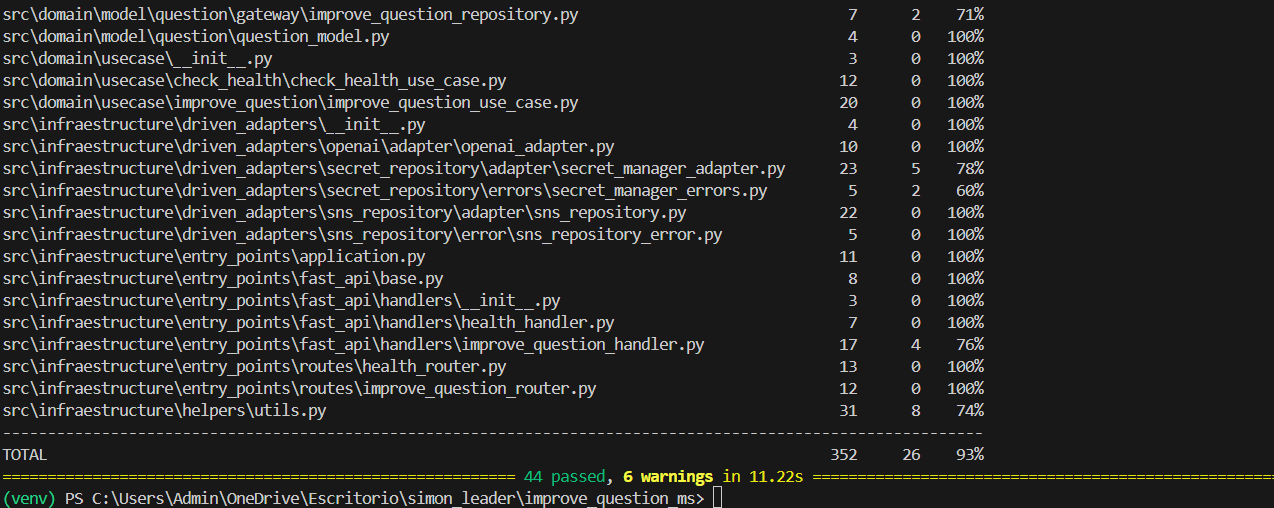 src\domain\model\question\gateway\improve_question_repository.py 7 2 71%
src\domain\model\question\question_model.py 4 0 100%
src\domain\usecase\__init__.py 3 0 100%
src\domain\usecase\check_health\check_health_use_case.py 12 0 100%
src\domain\usecase\improve_question\improve_question_use_case.py 20 0 100%
src\infraestructure\driven_adapters\__init__.py 4 0 100%
src\infraestructure\driven_adapters\openai\adapter\openai_adapter.py 10 0 100%
src\infraestructure\driven_adapters\secret_repository\adapter\secret_manager_adapter.py 23 5 78%
src\infraestructure\driven_adapters\secret_repository\errors\secret_manager_errors.py 5 2 60%
src\infraestructure\driven_adapters\sns_repository\adapter\sns_repository.py 22 0 100%
src\infraestructure\driven_adapters\sns_repository\error\sns_repository_error.py 5 0 100%
src\infraestructure\entry_points\application.py 11 0 100%
src\infraestructure\entry_points\fast_api\base.py 8 0 100%
src\infraestructure\entry_points\fast_api\handlers\__init__.py 3 0 100%
src\infraestructure\entry_points\fast_api\handlers\health_handler.py 7 0 100%
src\infraestructure\entry_points\fast_api\handlers\improve_question_handler.py 17 4 76%
src\infraestructure\entry_points\routes\health_router.py 13 0 100%
src\infraestructure\entry_points\routes\improve_question_router.py 12 0 100%
src\infraestructure\helpers\utils.py 31 8 74%
-------------------------------------------------------------------------------------------------------------
TOTAL 352 26 93%
========================================================= 44 passed, 6 warnings in 11.22s ==================================================
(venv) PS C:\Users\Admin\OneDrive\Escritorio\simon_leader\improve_question_ms>